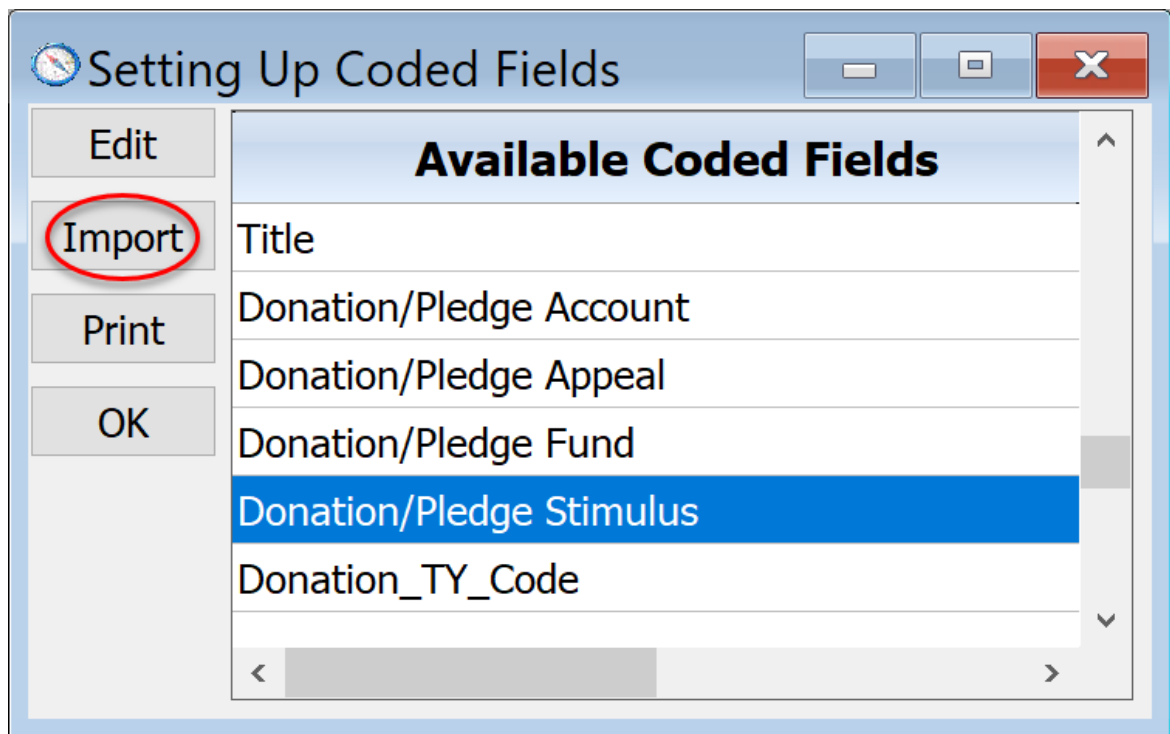 Setting Up Coded Fields
Edit
Import
Print
OK
Available Coded Fields
Title
Donation/Pledge Account
Donation/Pledge Appeal
Donation/Pledge Fund
Donation/Pledge Stimulus
Donation_TY_Code